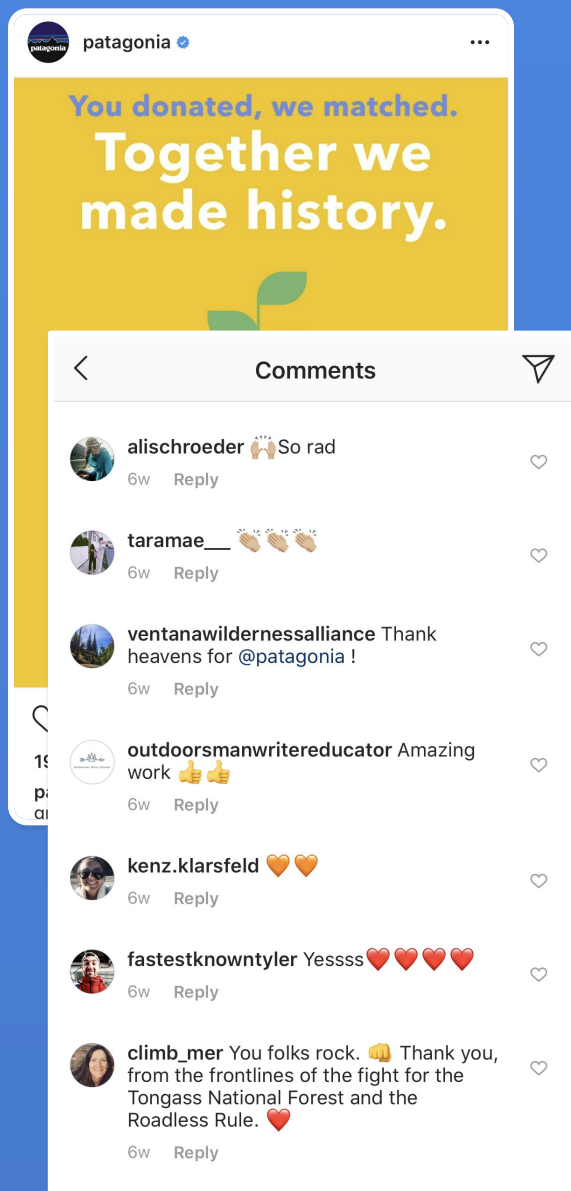 patagonia
patagonia
You donated, we matched.
Together we
made history.
Comments
alischroeder 🙌🏼So rad
6w Reply
taramae__ 👏🏼👏🏼👏🏼
6w Reply
ventanawildernessalliance Thank
heavens for @patagonia !
6w Reply
outdoorsmanwritereducator Amazing
work 👍👍
6w Reply
kenz.klarsfeld 🧡🧡
6w Reply
fastestknowntyler Yessss❤️❤️❤️❤️
6w Reply
climb_mer You folks rock. 👊 Thank you,
from the frontlines of the fight for the
Tongass National Forest and the
Roadless Rule. ❤️
6w Reply